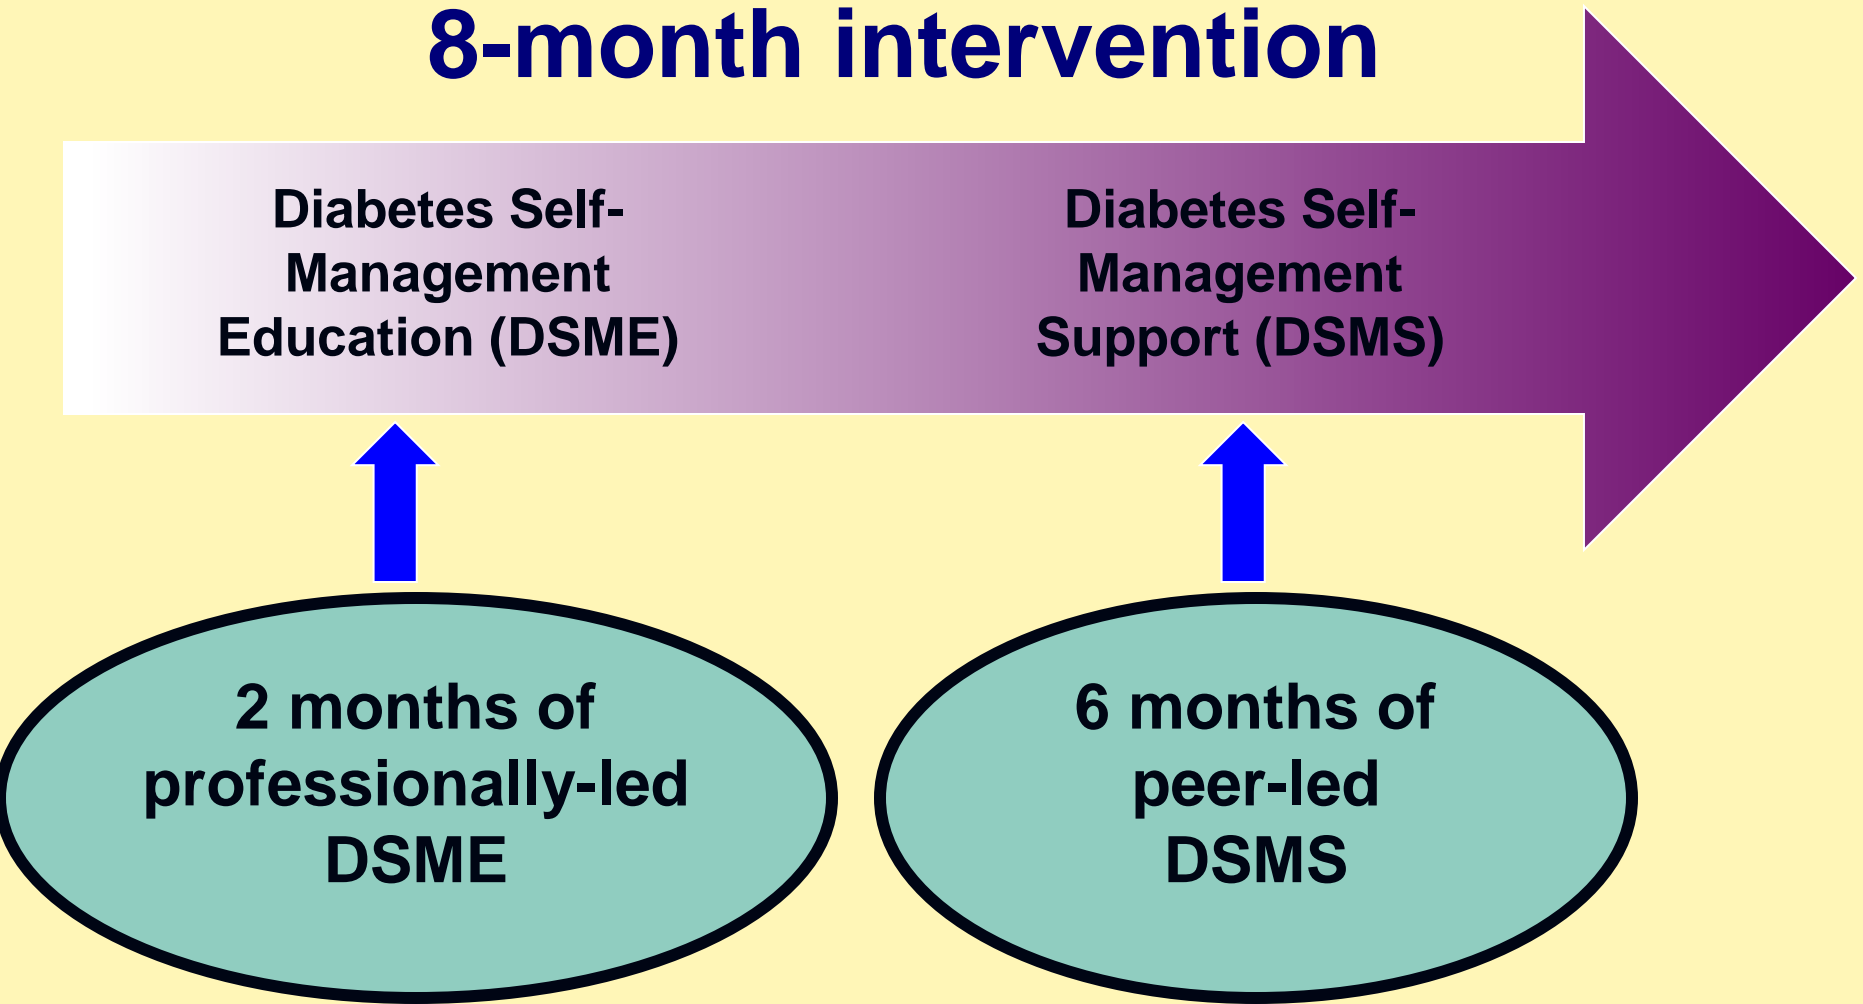 8-month intervention
Diabetes Self-
Management
Education (DSME)
Diabetes Self-
Management
Support (DSMS)
2 months of
professionally-led
DSME
6 months of
peer-led
DSMS